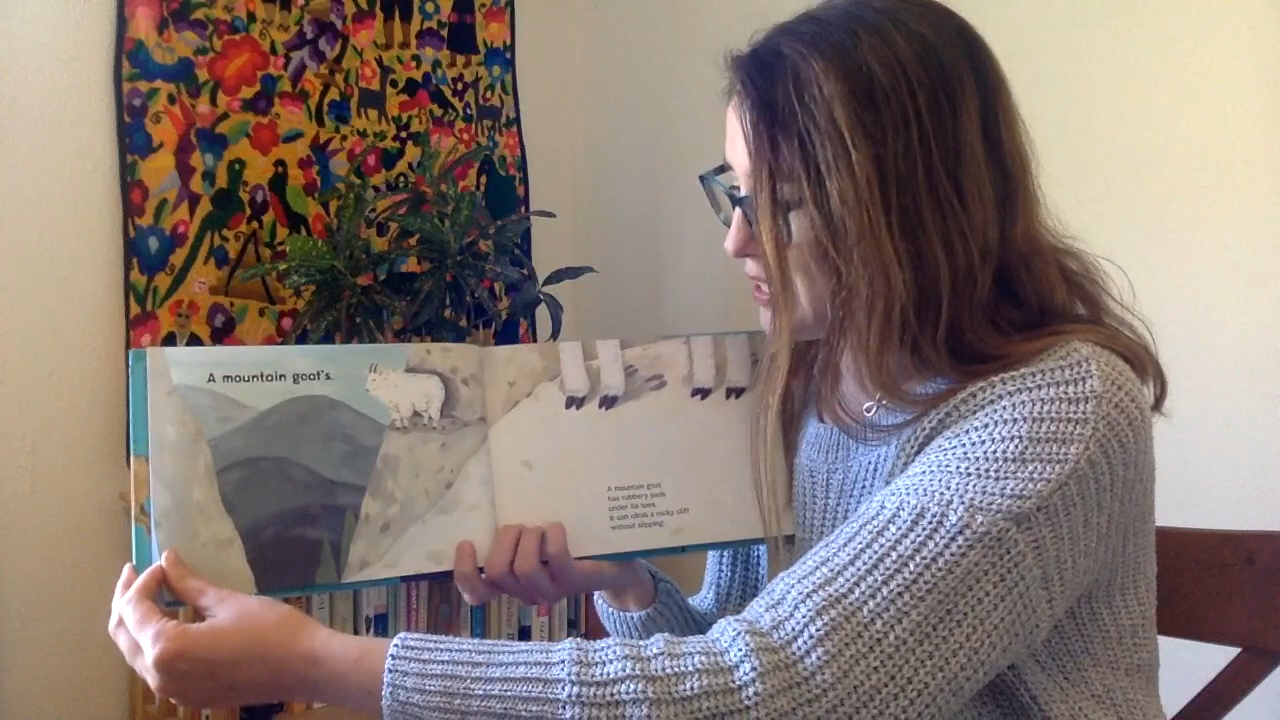 A mountain goat's.
A mountain goat
has rubbery pads
under its toes.
It can climb a rocky cliff
without slipping.